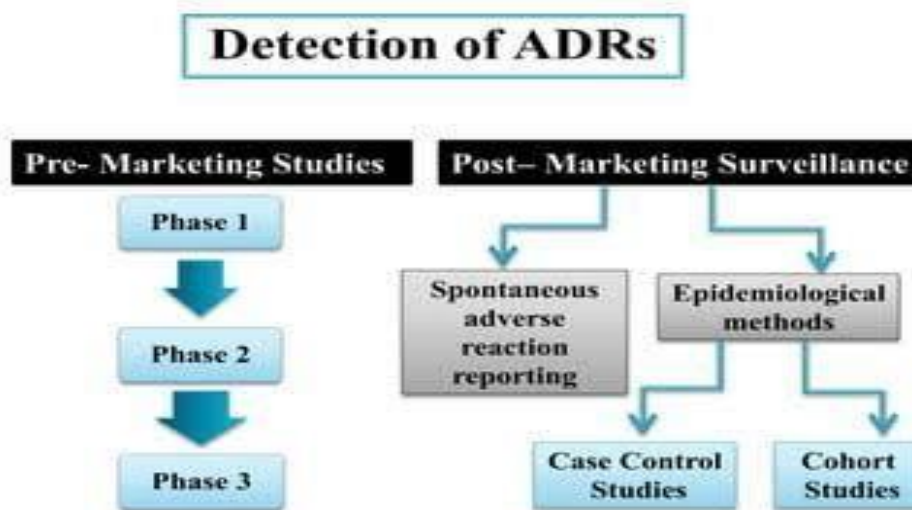 Detection of ADRs
Pre- Marketing Studies
Phase 1
Phase 2
Phase 3
Post– Marketing Surveillance
Spontaneous
adverse
reaction
reporting
Epidemiological
methods
Case Control
Studies
Cohort
Studies